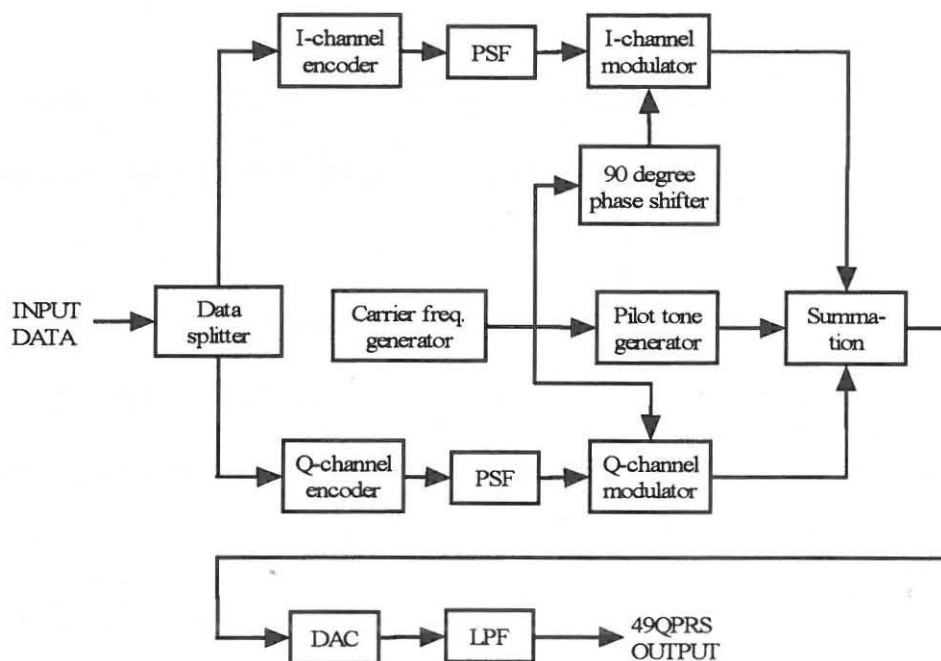 I-channel
encoder
PSF
I-channel
modulator
90 degree
phase shifter
INPUT
DATA
Data
splitter
Carrier freq.
generator
Pilot tone
generator
Summa-
tion
Q-channel
encoder
PSF
Q-channel
modulator
DAC
LPF
49QPRS
OUTPUT